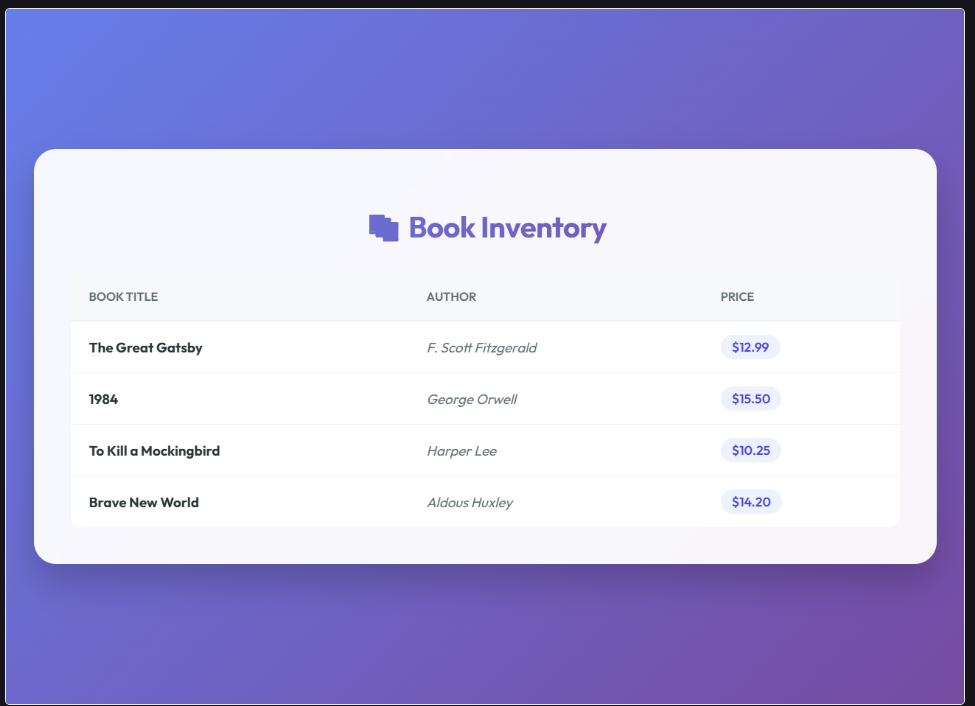 Book Inventory
BOOK TITLE AUTHOR PRICE
The Great Gatsby F. Scott Fitzgerald $12.99
1984 George Orwell $15.50
To Kill a Mockingbird Harper Lee $10.25
Brave New World Aldous Huxley $14.20